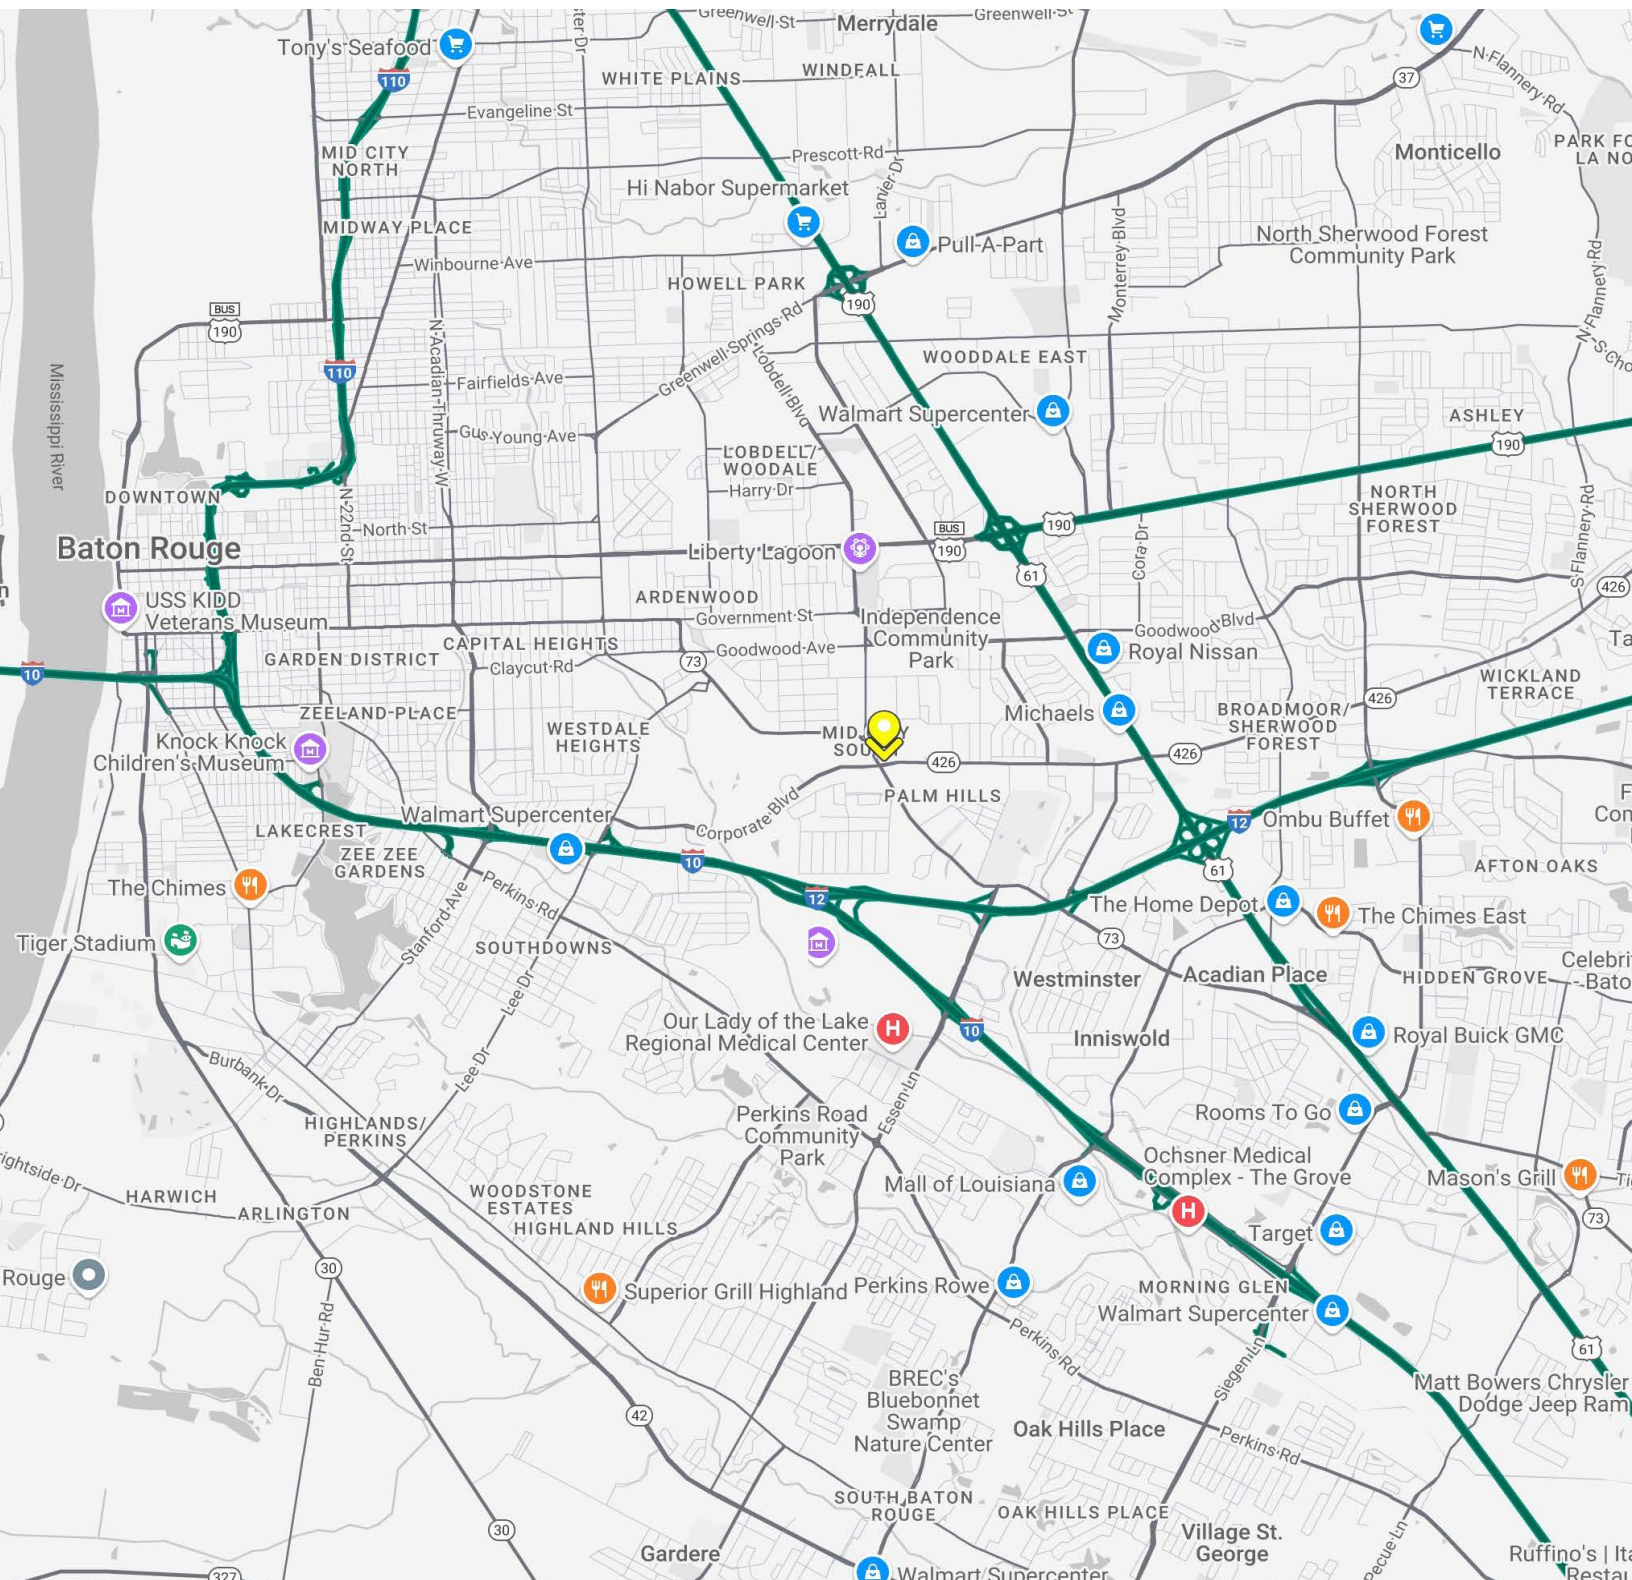 Greenwell St
Merrydale
Greenwell St
Tony's Seafood
110
WHITE PLAINS
WINDFALL
37
N Flannery Rd
Evangeline St
MID CITY
NORTH
Prescott Rd
Monticello
Hi Nabor Supermarket
Lanier Dr
MIDWAY PLACE
Pull-A-Part
North Sherwood Forest
Community Park
Monterrey Blvd
Winbourne Ave
HOWELL PARK
190
BUS
190
N Flannery Rd
Greenwell Springs Rd
Mississippi River
110
N Acadian Thruway W
Fairfields Ave
Lobdell Blvd
WOODDALE EAST
Walmart Supercenter
ASHLEY
190
Gus Young Ave
LOBDELL/
WOODALE
Harry Dr
DOWNTOWN
N 22nd St
North St
NORTH
SHERWOOD
FOREST
S Flannery Rd
Baton Rouge
Liberty Lagoon
BUS
190
190
Cora Dr
61
426
USS KIDD
Veterans Museum
ARDENWOOD
Government St
Independence
Community
Park
Goodwood Blvd
Royal Nissan
CAPITAL HEIGHTS
Goodwood Ave
GARDEN DISTRICT
Claycut Rd
73
10
WICKLAND
TERRACE
426
ZEELAND PLACE
WESTDALE
HEIGHTS
Michaels
BROADMOOR/
SHERWOOD
FOREST
Knock Knock
Children's Museum
426
426
PALM HILLS
Walmart Supercenter
Corporate Blvd
LAKECREST
12
Ombu Buffet
ZEE ZEE
GARDENS
10
61
AFTON OAKS
The Chimes
Perkins Rd
12
The Home Depot
The Chimes East
Tiger Stadium
Stanford Ave
SOUTHDOWNS
73
Westminster
Acadian Place
HIDDEN GROVE
Lee Dr
Our Lady of the Lake
Regional Medical Center
10
Inniswold
Royal Buick GMC
Burbank Dr
Lee Dr
Essen Ln
HIGHLANDS/
PERKINS
Perkins Road
Community
Park
Rooms To Go
Ochsner Medical
Complex - The Grove
Mall of Louisiana
Mason's Grill
HARWICH
ARLINGTON
WOODSTONE
ESTATES
HIGHLAND HILLS
Target
73
30
Rouge
Superior Grill Highland
Perkins Rowe
MORNING GLEN
Walmart Supercenter
Ben Hur Rd
Perkins Rd
Siegen Ln
61
42
BREC's
Bluebonnet
Swamp
Nature Center
Matt Bowers Chrysler
Dodge Jeep Ram
Oak Hills Place
Perkins Rd
SOUTH BATON
ROUGE
OAK HILLS PLACE
30
Village St.
George
Pecue Ln
Gardere
Ruffino's | Ita
Restau
327
Walmart Supercenter